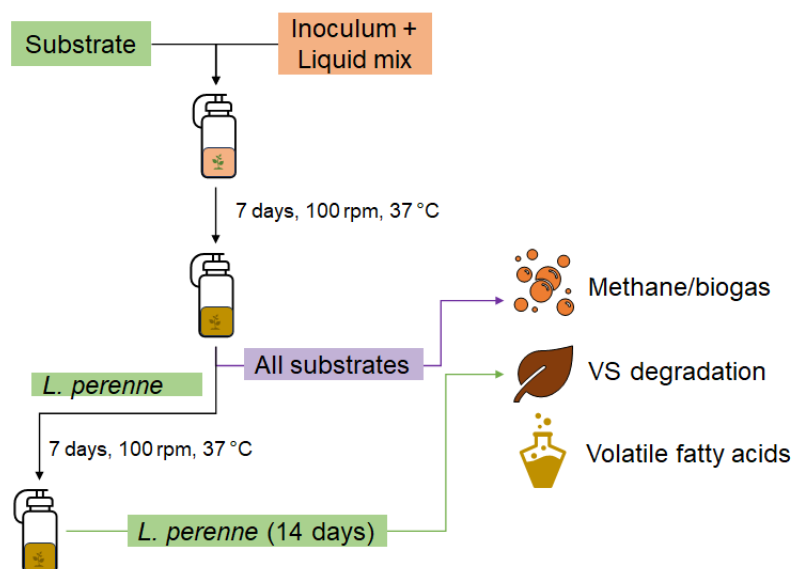 Substrate
Inoculum +
Liquid mix
7 days, 100 rpm, 37 °C
Methane/biogas
All substrates
VS degradation
L. perenne
7 days, 100 rpm, 37 °C
Volatile fatty acids
L. perenne (14 days)